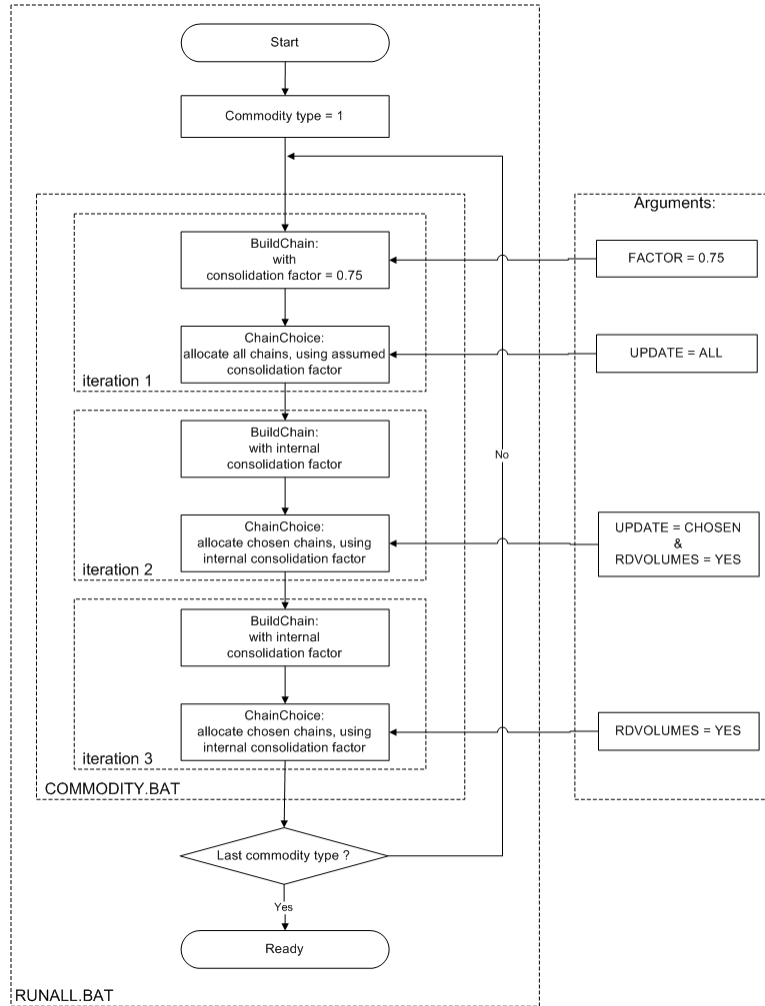 Start
Commodity type = 1
Arguments:
BuildChain:
with
consolidation factor = 0.75
FACTOR = 0.75
ChainChoice:
allocate all chains, using assumed
consolidation factor
UPDATE = ALL
iteration 1
BuildChain:
with internal
consolidation factor
No
ChainChoice:
allocate chosen chains, using
internal consolidation factor
UPDATE = CHOSEN
&
RDVOLUMES = YES
iteration 2
BuildChain:
with internal
consolidation factor
ChainChoice:
allocate chosen chains, using
internal consolidation factor
RDVOLUMES = YES
iteration 3
COMMODITY.BAT
Last commodity type ?
Yes
Ready
RUNALL.BAT